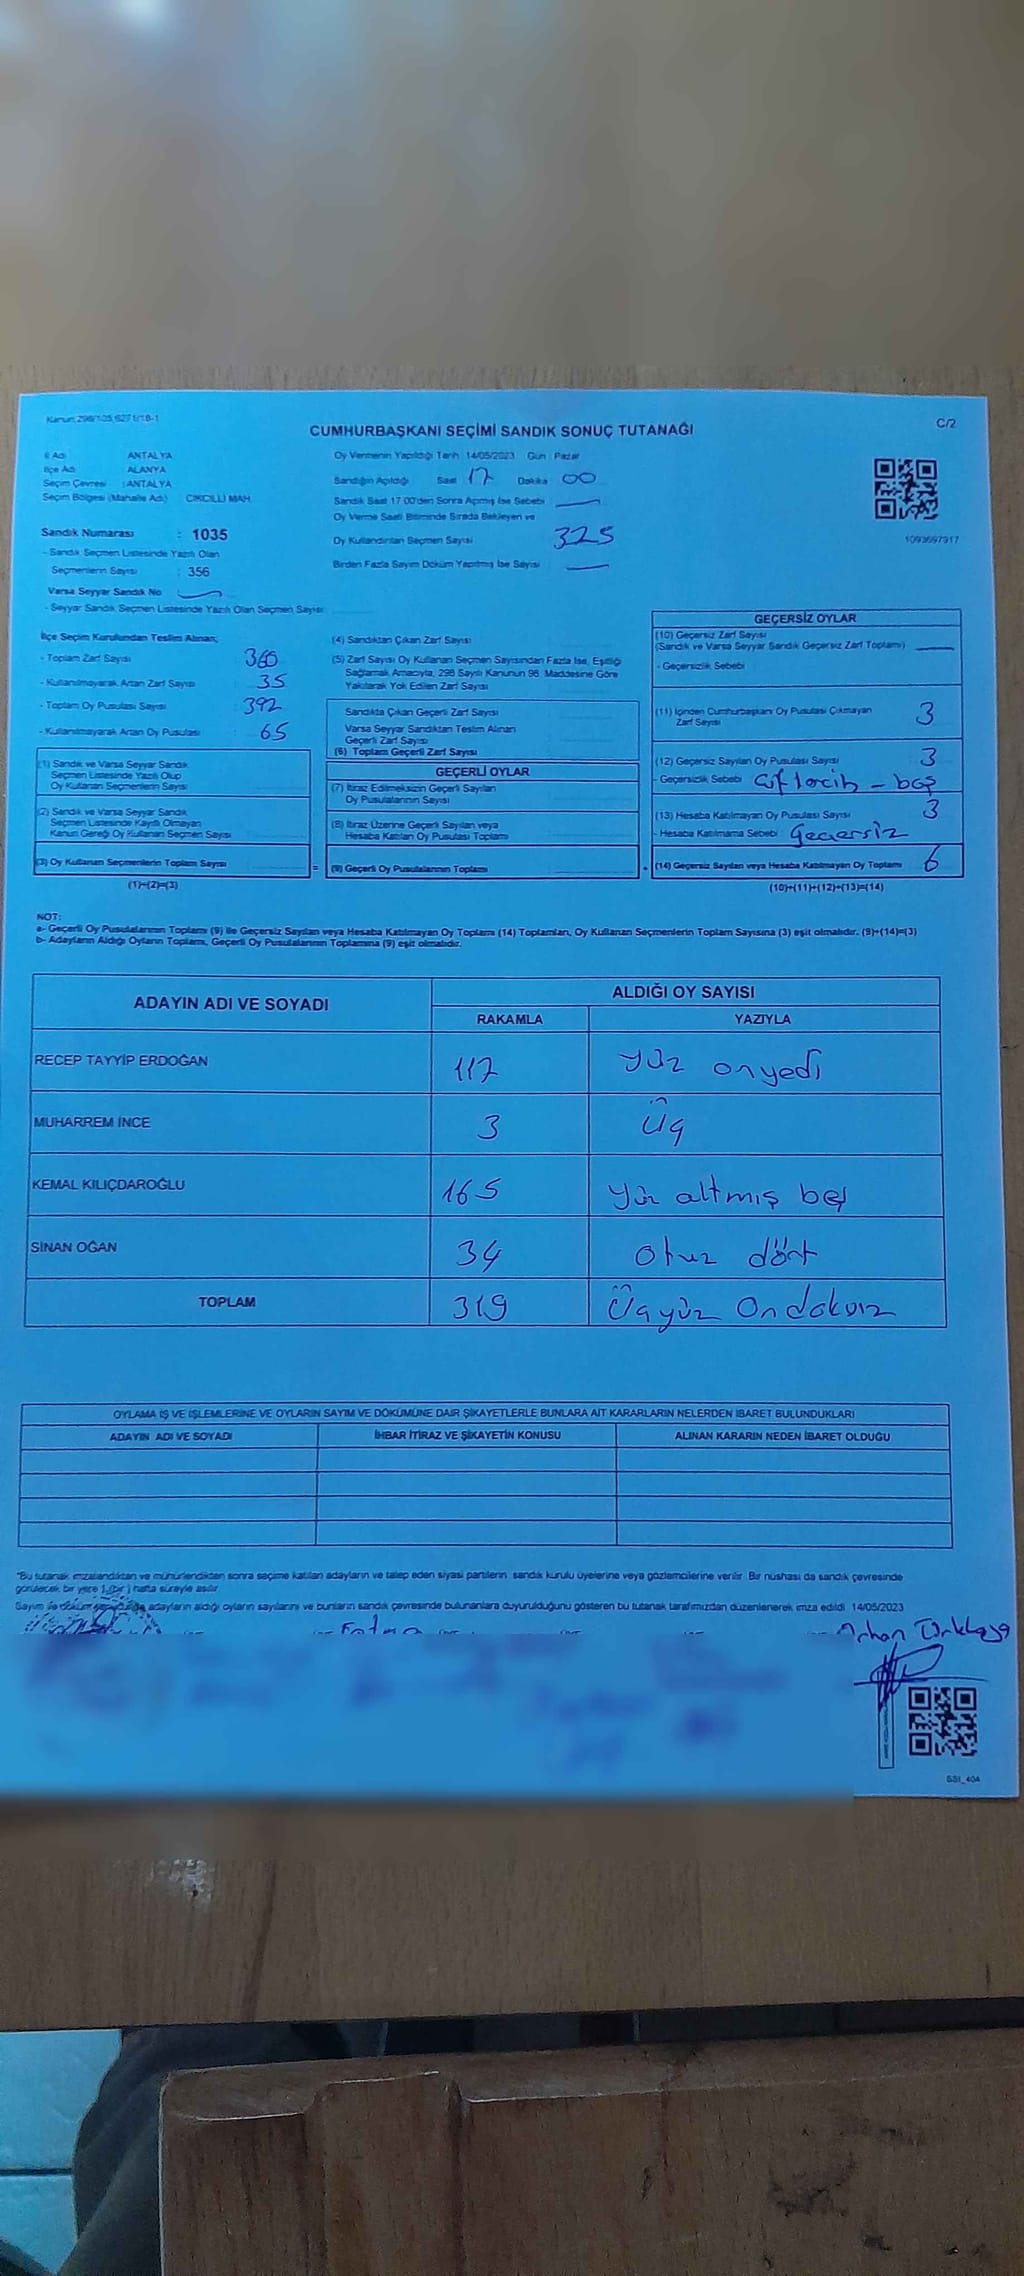 Kanun:298/105,6271/18-1
C/2
CUMHURBAŞKANI SEÇİMİ SANDIK SONUÇ TUTANAĞI
İl Adı ANTALYA
İlçe Adı ALANYA
Seçim Çevresi : ANTALYA
Seçim Bölgesi (Mahalle Adı) CİKCİLLİ MAH.
Oy Vermenin Yapıldığı Tarih 14/05/2023 Gün : Pazar
Sandığın Açıldığı Saat 17 Dakika 00
Sandık Saat 17.00'den Sonra Açılmış İse Sebebi
Oy Verme Saati Bitiminde Sırada Bekleyen ve
Oy Kullandırılan Seçmen Sayısı 325
Birden Fazla Sayım Döküm Yapılmış İse Sayısı
1093697917
Sandık Numarası : 1035
- Sandık Seçmen Listesinde Yazılı Olan
Seçmenlerin Sayısı : 356
Varsa Seyyar Sandık No
- Seyyar Sandık Seçmen Listesinde Yazılı Olan Seçmen Sayısı
İlçe Seçim Kurulundan Teslim Alınan;
- Toplam Zarf Sayısı 360
- Kullanılmayarak Artan Zarf Sayısı 35
- Toplam Oy Pusulası Sayısı : 392
- Kullanılmayarak Artan Oy Pusulası : 65
(1) Sandık ve Varsa Seyyar Sandık
Seçmen Listesinde Yazılı Olup
Oy Kullanan Seçmenlerin Sayısı
(2) Sandık ve Varsa Seyyar Sandık
Seçmen Listesinde Kayıtlı Olmayan
Kanun Gereği Oy Kullanan Seçmen Sayısı
(3) Oy Kullanan Seçmenlerin Toplam Sayısı
(1)+(2)=(3)
(4) Sandıktan Çıkan Zarf Sayısı
(5) Zarf Sayısı Oy Kullanan Seçmen Sayısından Fazla İse, Eşitliği
Sağlamak Amacıyla, 298 Sayılı Kanunun 98. Maddesine Göre
Yakılarak Yok Edilen Zarf Sayısı
Sandıkta Çıkan Geçerli Zarf Sayısı
Varsa Seyyar Sandıktan Teslim Alınan
Geçerli Zarf Sayısı
(6) Toplam Geçerli Zarf Sayısı
GEÇERLİ OYLAR
(7) İtiraz Edilmeksizin Geçerli Sayılan
Oy Pusulalarının Sayısı
(8) İtiraz Üzerine Geçerli Sayılan veya
Hesaba Katılan Oy Pusulası Toplamı
= (9) Geçerli Oy Pusulalarının Toplamı
GEÇERSİZ OYLAR
(10) Geçersiz Zarf Sayısı
(Sandık ve Varsa Seyyar Sandık Geçersiz Zarf Toplamı)
- Geçersizlik Sebebi
(11) İçinden Cumhurbaşkanı Oy Pusulası Çıkmayan
Zarf Sayısı 3
(12) Geçersiz Sayılan Oy Pusulası Sayısı 3
- Geçersizlik Sebebi - boş
(13) Hesaba Katılmayan Oy Pusulası Sayısı 3
- Hesaba Katılmama Sebebi Geçersiz
+ (14) Geçersiz Sayılan veya Hesaba Katılmayan Oy Toplamı 6
(10)+(11)+(12)+(13)=(14)
NOT:
a- Geçerli Oy Pusulalarının Toplamı (9) ile Geçersiz Sayılan veya Hesaba Katılmayan Oy Toplamı (14) Toplamları, Oy Kullanan Seçmenlerin Toplam Sayısına (3) eşit olmalıdır. (9)+(14)=(3)
b- Adayların Aldığı Oyların Toplamı, Geçerli Oy Pusulalarının Toplamına (9) eşit olmalıdır.
ADAYIN ADI VE SOYADI
ALDIĞI OY SAYISI
RAKAMLA YAZIYLA
RECEP TAYYİP ERDOĞAN 117 yüz onyedi
MUHARREM İNCE 3 Üç
KEMAL KILIÇDAROĞLU 165 yüz altmış beş
SİNAN OĞAN 34 otuz dört
TOPLAM 319 Üçyüz Ondokuz
OYLAMA İŞ VE İŞLEMLERİNE VE OYLARIN SAYIM VE DÖKÜMÜNE DAİR ŞİKAYETLERLE BUNLARA AİT KARARLARIN NELERDEN İBARET BULUNDUKLARI
ADAYIN ADI VE SOYADI İHBAR İTİRAZ VE ŞİKAYETİN KONUSU ALINAN KARARIN NEDEN İBARET OLDUĞU
*Bu tutanak imzalandıktan ve mühürlendikten sonra seçime katılan adayların ve talep eden siyasi partilerin, sandık kurulu üyelerine veya gözlemcilerine verilir. Bir nüshası da sandık çevresinde
görülecek bir yere 1 (bir ) hafta süreyle asılır.
Sayım ve döküm adayların aldığı oyların sayılarını ve bunların sandık çevresinde bulunanlara duyurulduğunu gösteren bu tutanak tarafımızdan düzenlenerek imza edildi. 14/05/2023
SSI_40A